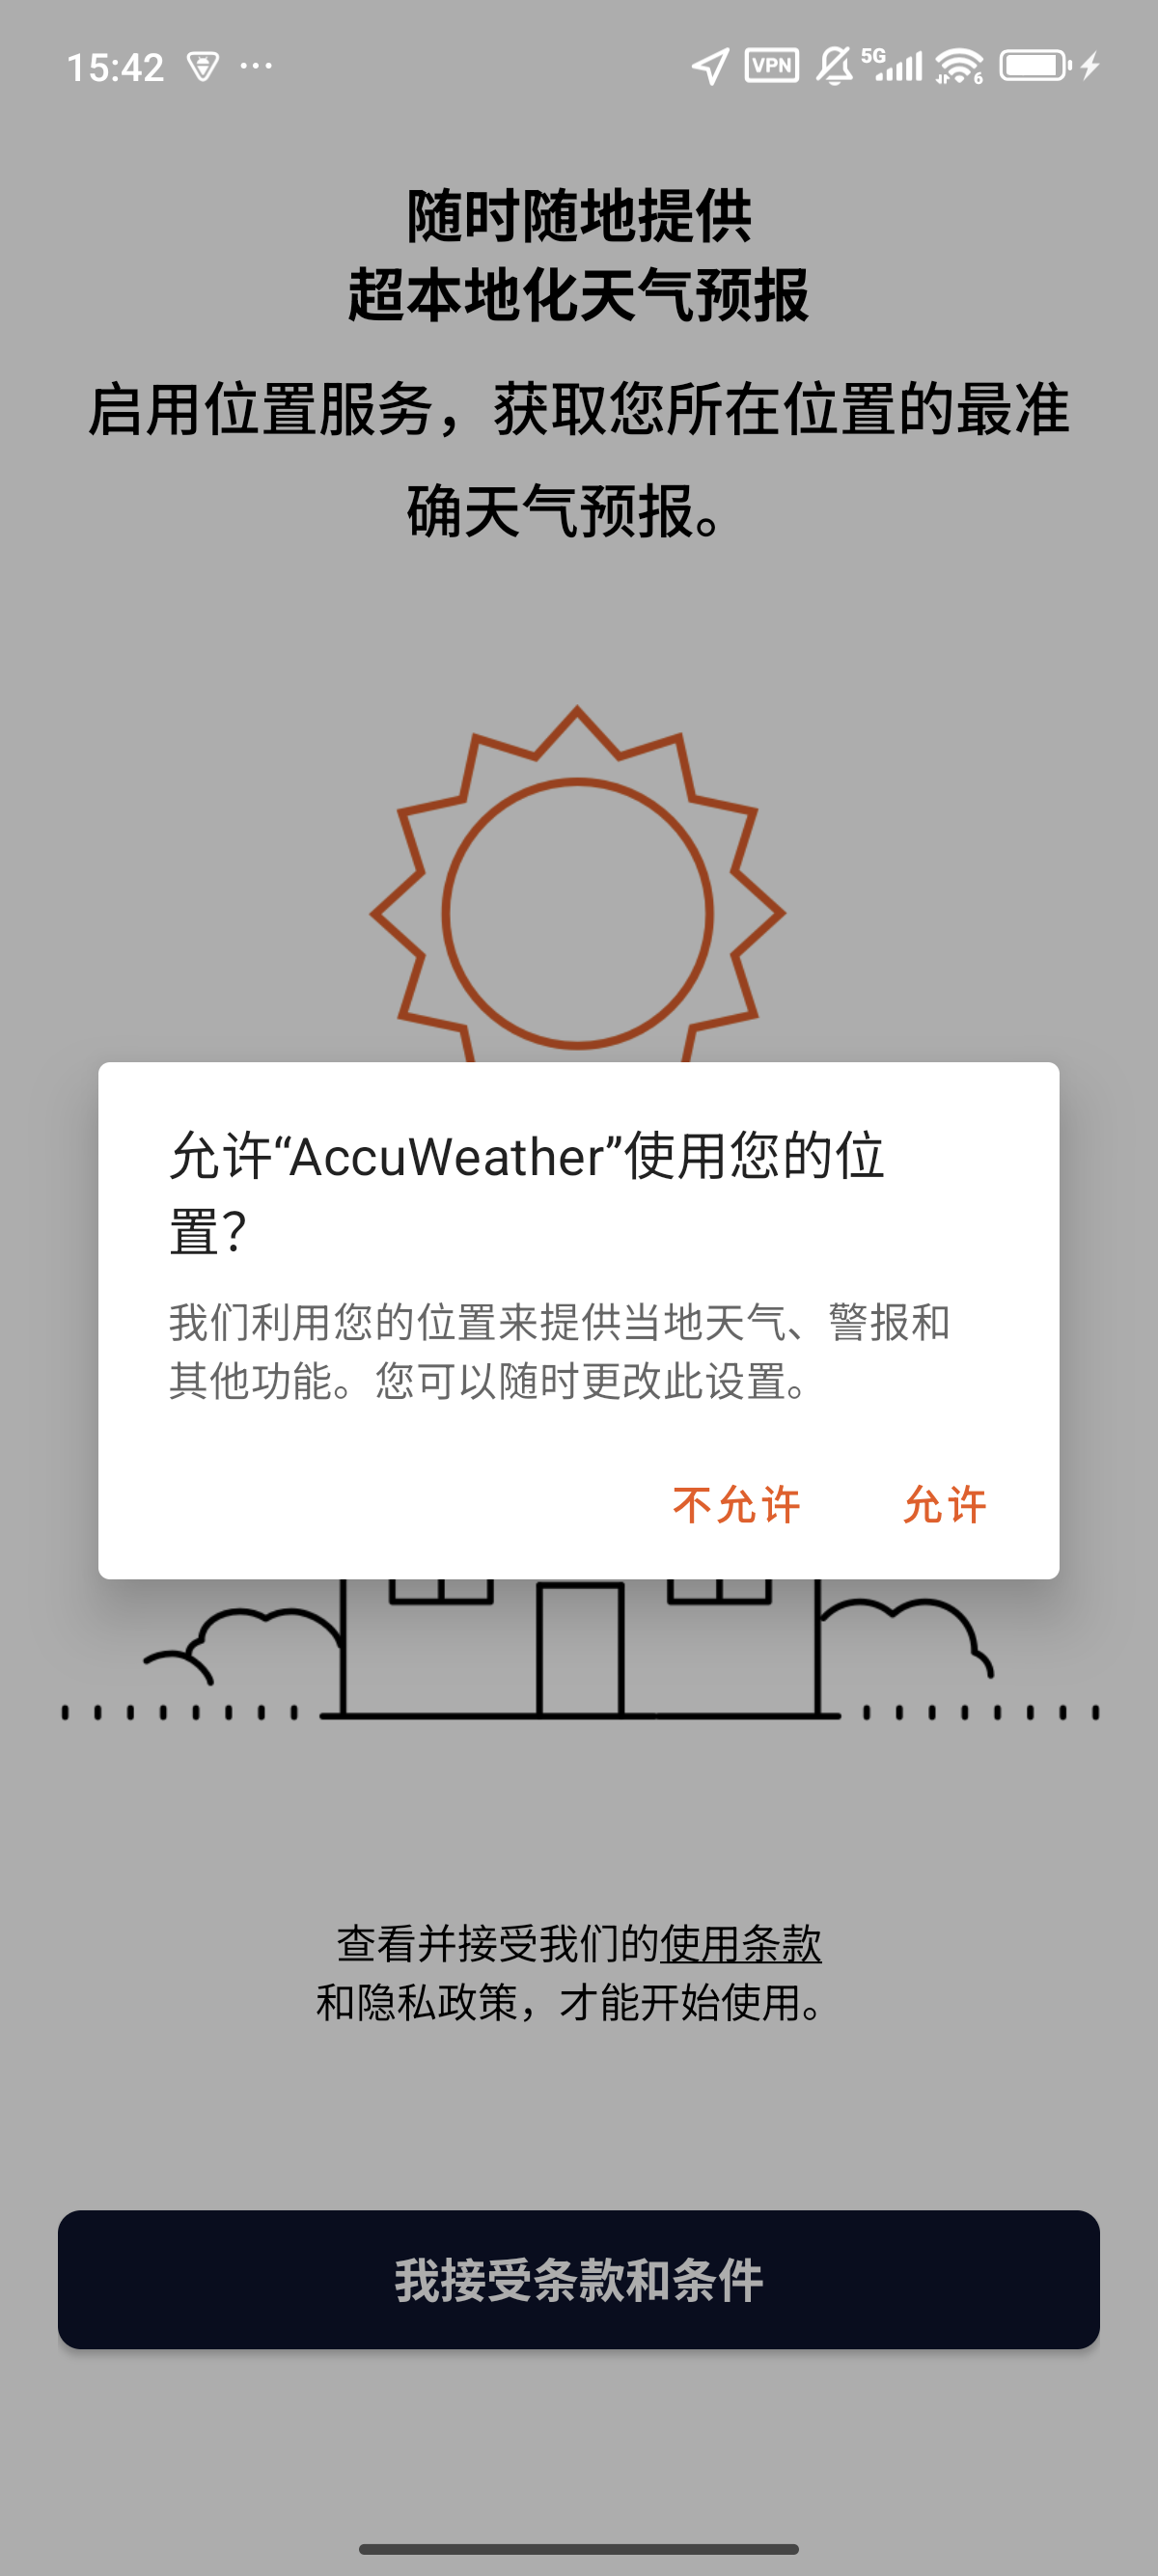 15:42
VPN 5G 6
随时随地提供
超本地化天气预报
启用位置服务，获取您所在位置的最准
确天气预报。
允许“AccuWeather”使用您的位
置？
我们利用您的位置来提供当地天气、警报和
其他功能。您可以随时更改此设置。
不允许 允许
查看并接受我们的使用条款
和隐私政策，才能开始使用。
我接受条款和条件